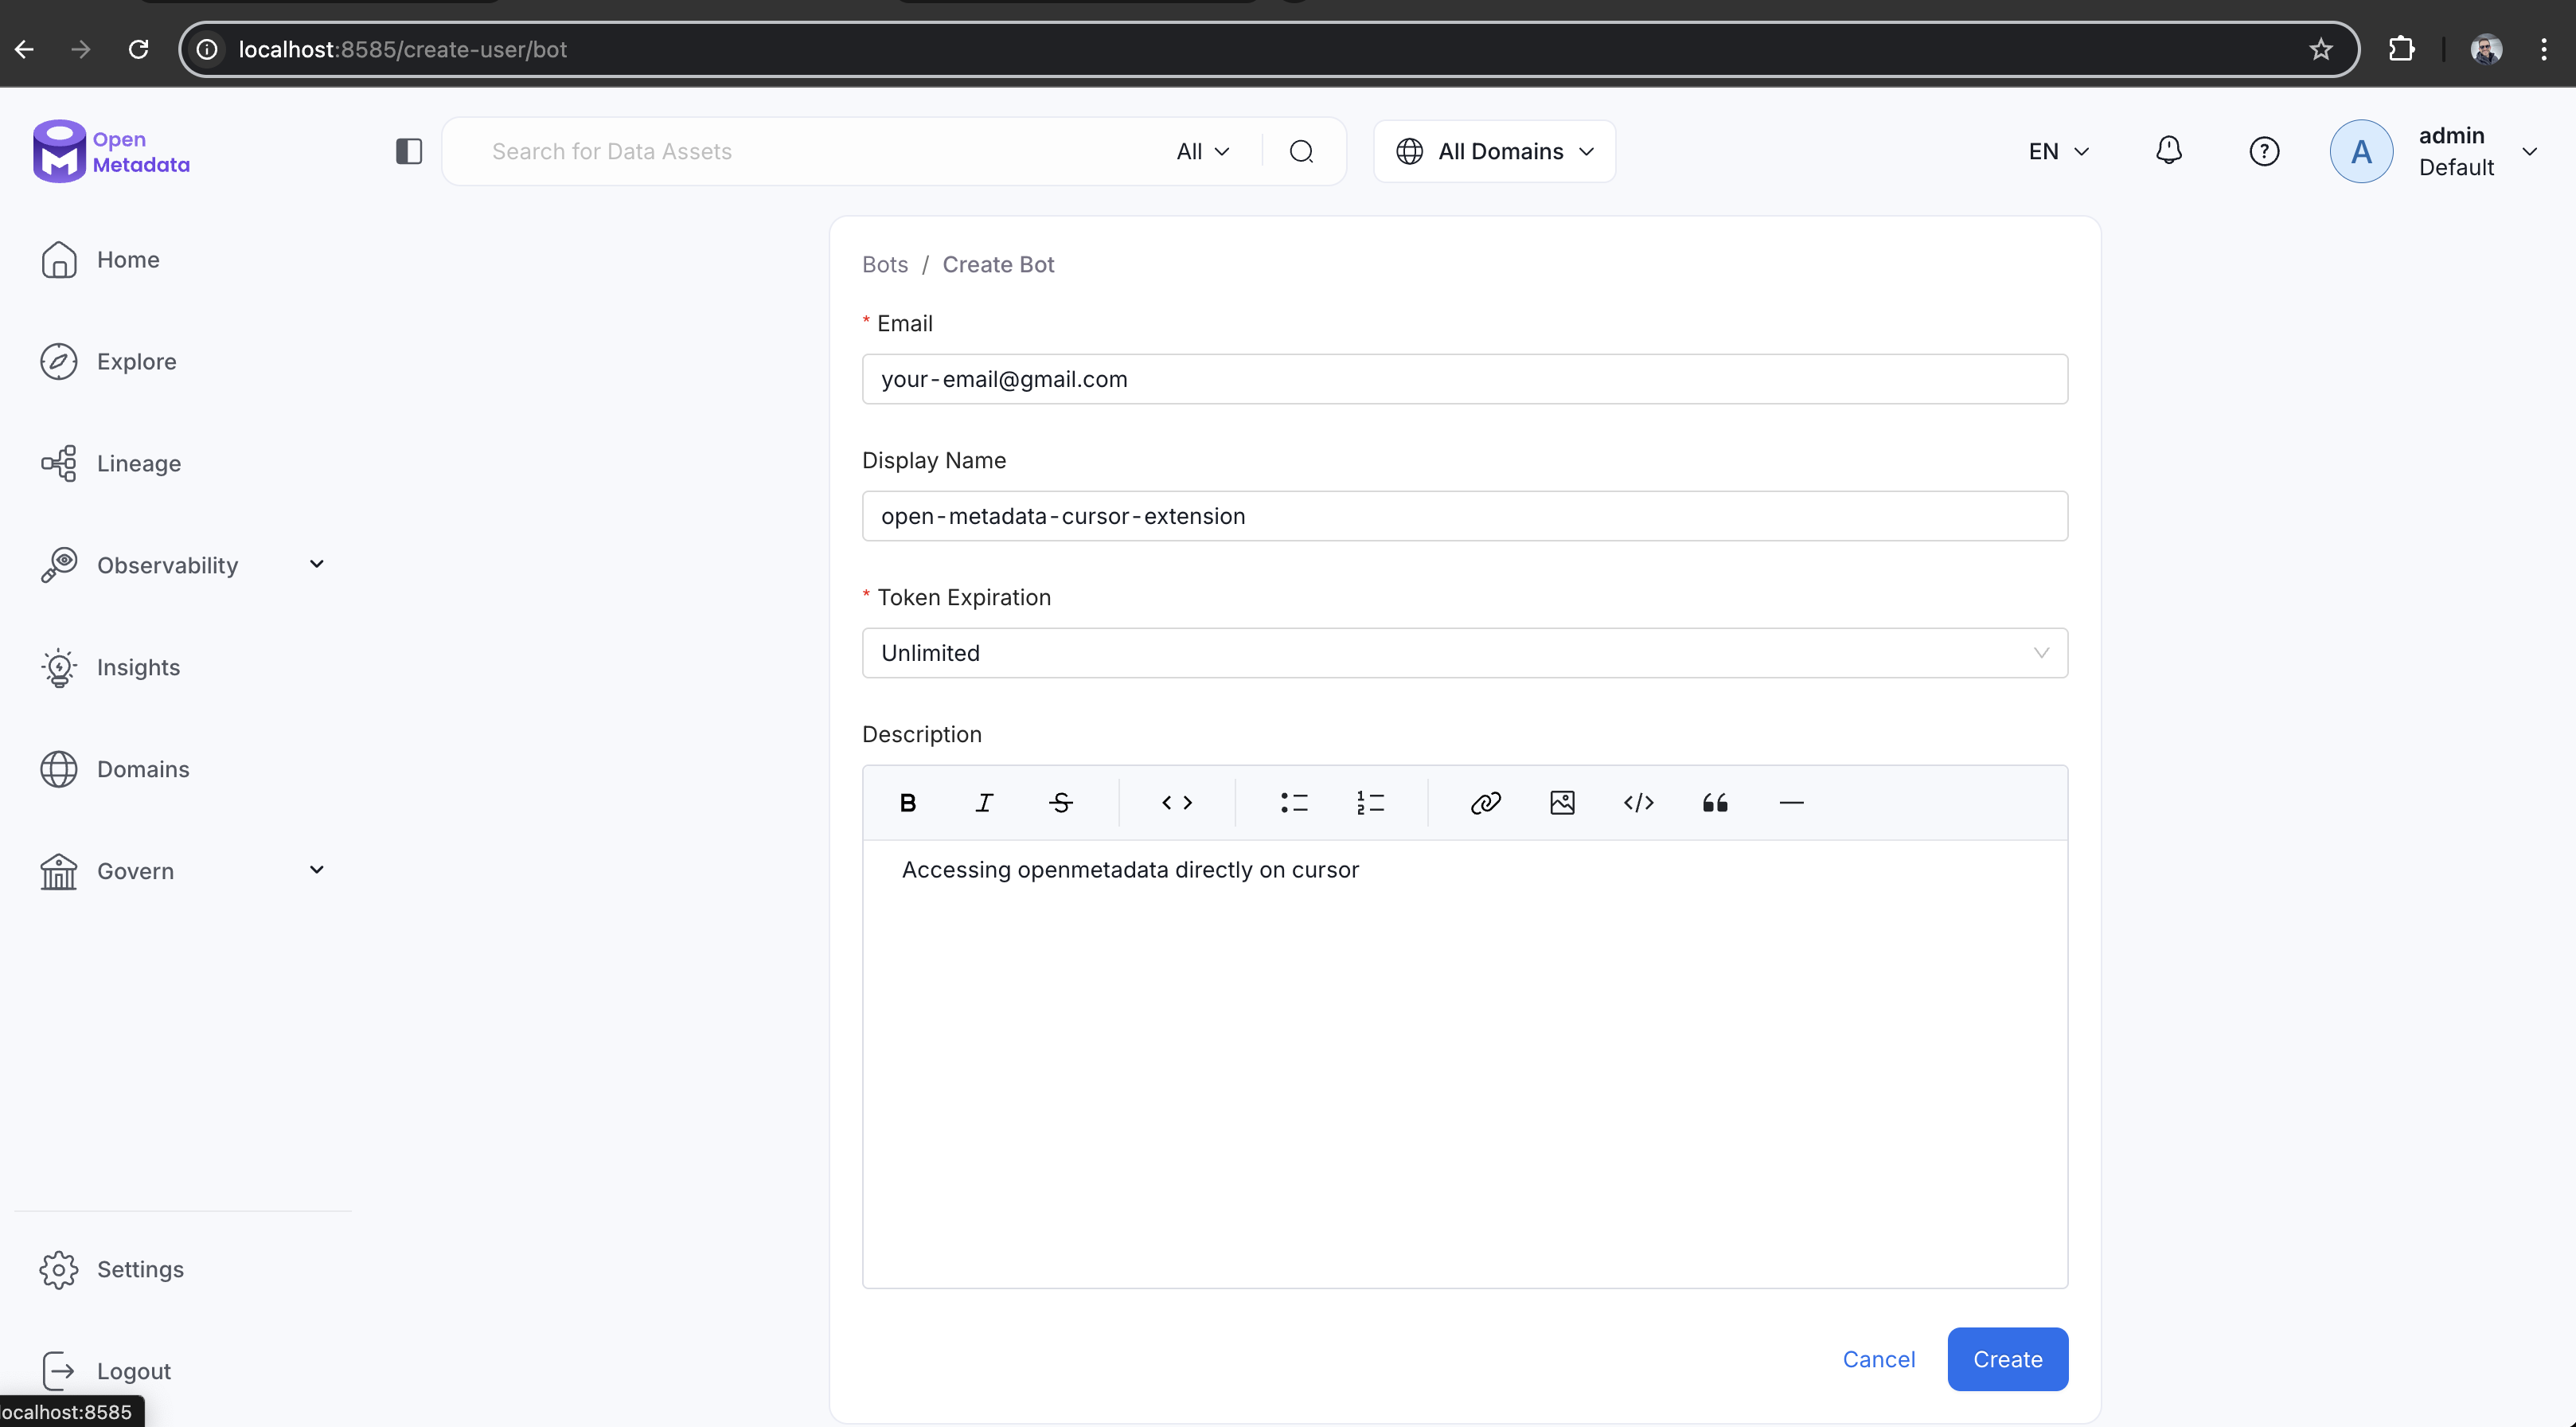 localhost:8585/create-user/bot
Open
Metadata
Search for Data Assets
All
All Domains
EN
A
admin
Default
Home
Explore
Lineage
Observability
Insights
Domains
Govern
Settings
Logout
Bots / Create Bot
* Email
your-email@gmail.com
Display Name
open-metadata-cursor-extension
* Token Expiration
Unlimited
Description
Accessing openmetadata directly on cursor
Cancel
Create
localhost:8585